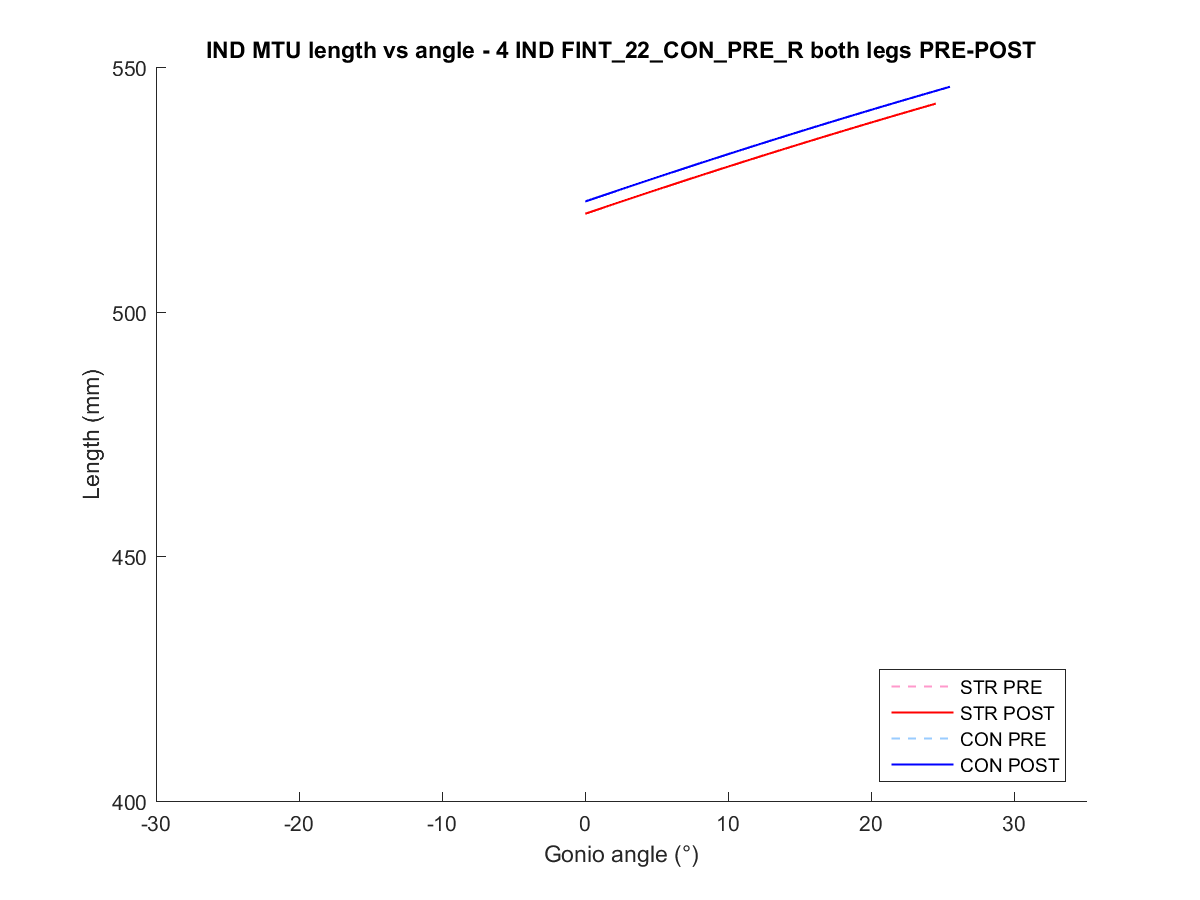 IND MTU length vs angle - 4 IND FINT_22_CON_PRE_R both legs PRE-POST
550
500
450
400
Length (mm)
-30
-20
-10
0
10
20
30
Gonio angle (°)
STR PRE
STR POST
CON PRE
CON POST